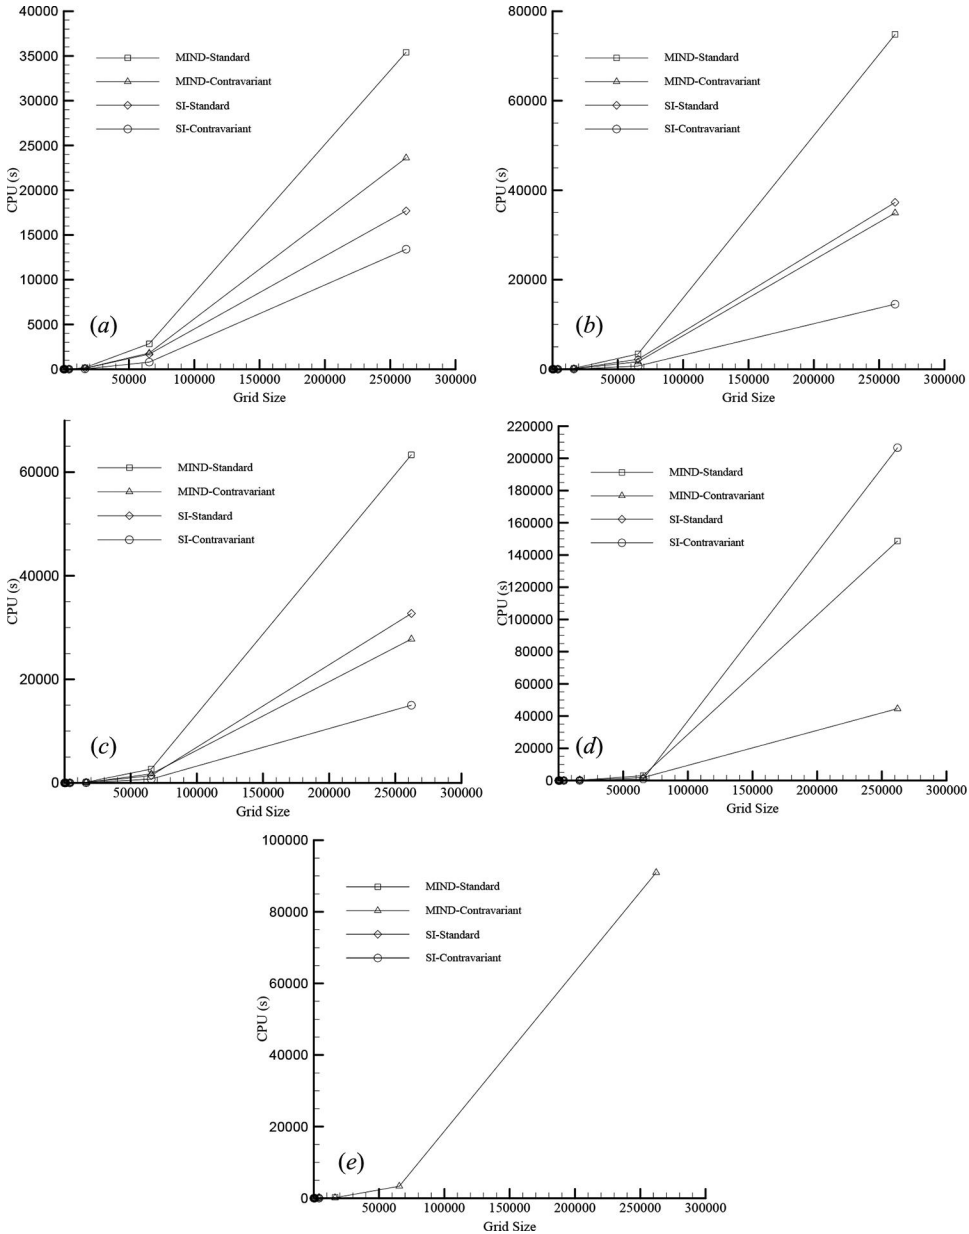 40000
35000
30000
25000
20000
15000
10000
5000
0
CPU (s)
MIND-Standard
MIND-Contravariant
SI-Standard
SI-Contravariant
(a)
50000 100000 150000 200000 250000 300000
Grid Size
80000
60000
40000
20000
0
CPU (s)
MIND-Standard
MIND-Contravariant
SI-Standard
SI-Contravariant
(b)
50000 100000 150000 200000 250000 300000
Grid Size
60000
40000
20000
0
CPU (s)
MIND-Standard
MIND-Contravariant
SI-Standard
SI-Contravariant
(c)
50000 100000 150000 200000 250000 300000
Grid Size
220000
200000
180000
160000
140000
120000
100000
80000
60000
40000
20000
0
CPU (s)
MIND-Standard
MIND-Contravariant
SI-Standard
SI-Contravariant
(d)
50000 100000 150000 200000 250000 300000
Grid Size
100000
80000
60000
40000
20000
0
CPU (s)
MIND-Standard
MIND-Contravariant
SI-Standard
SI-Contravariant
(e)
50000 100000 150000 200000 250000 300000
Grid Size